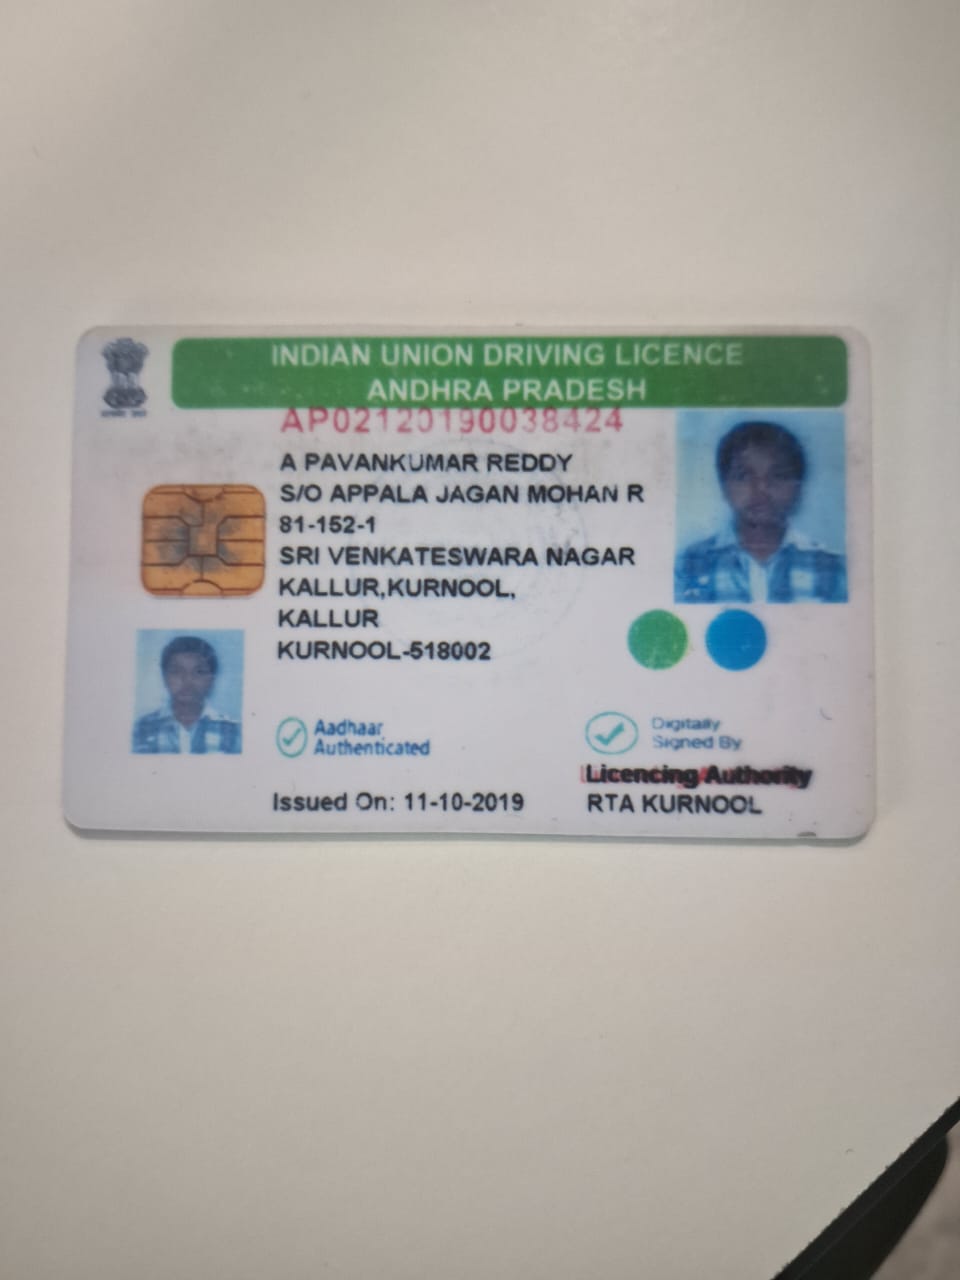 INDIAN UNION DRIVING LICENCE
ANDHRA PRADESH
AP02120190038424
A PAVANKUMAR REDDY
S/O APPALA JAGAN MOHAN R
81-152-1
SRI VENKATESWARA NAGAR
KALLUR,KURNOOL,
KALLUR
KURNOOL-518002
Aadhaar
Authenticated
Digitally
Signed By
Licencing Authority
Issued On: 11-10-2019
RTA KURNOOL